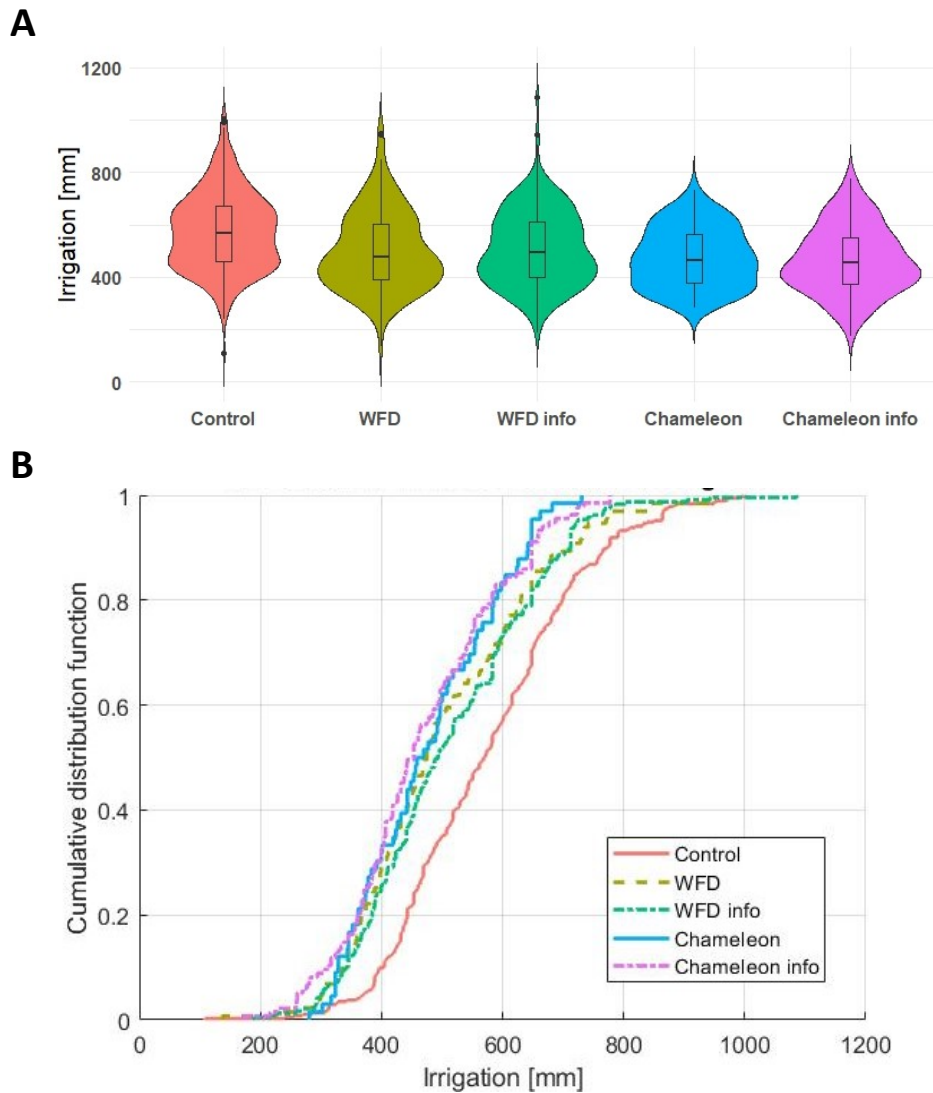 A
Irrigation [mm]
1200
800
400
0
Control WFD WFD info Chameleon Chameleon info
B
Cumulative distribution function
1
0.8
0.6
0.4
0.2
0
Control
WFD
WFD info
Chameleon
Chameleon info
0 200 400 600 800 1000 1200
Irrigation [mm]